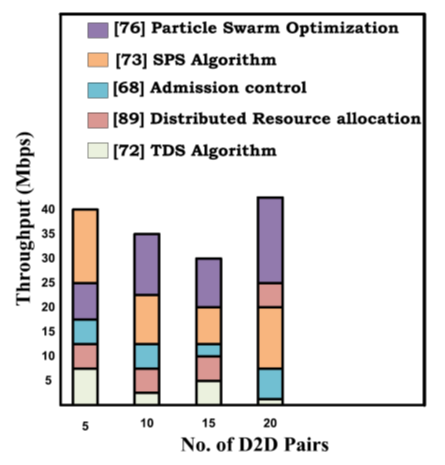 [76] Particle Swarm Optimization
[73] SPS Algorithm
[68] Admission control
[89] Distributed Resource allocation
[72] TDS Algorithm
Throughput (Mbps)
40
35
30
25
20
15
10
5
5 10 15 20
No. of D2D Pairs